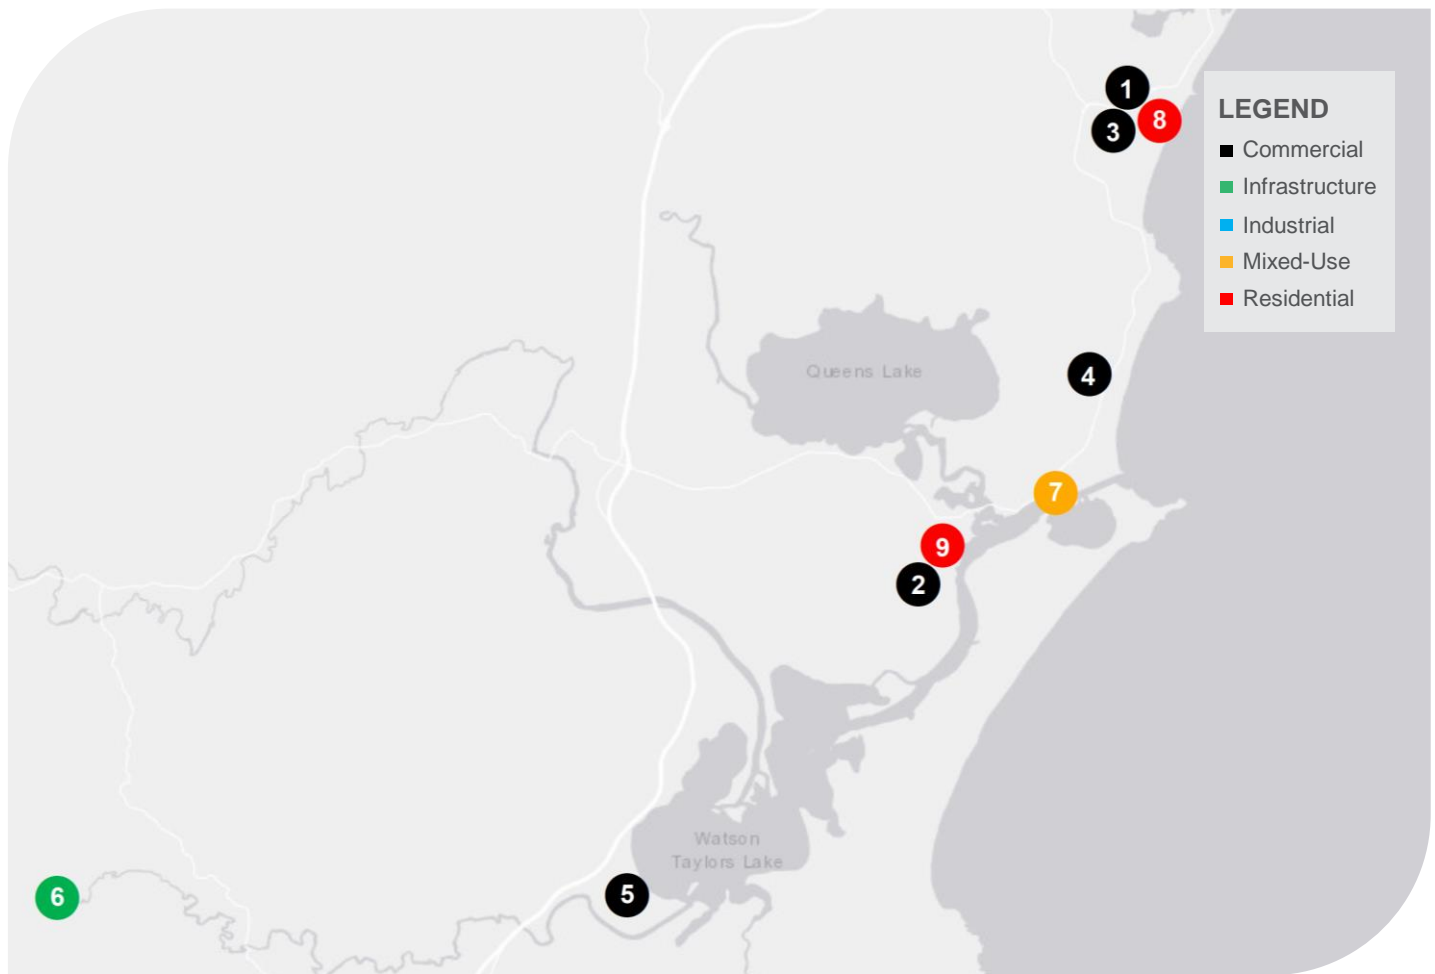 1
8
3
LEGEND
Commercial
Infrastructure
Industrial
Mixed-Use
Residential
Queens Lake
4
7
9
2
Watson
Taylors Lake
5
6